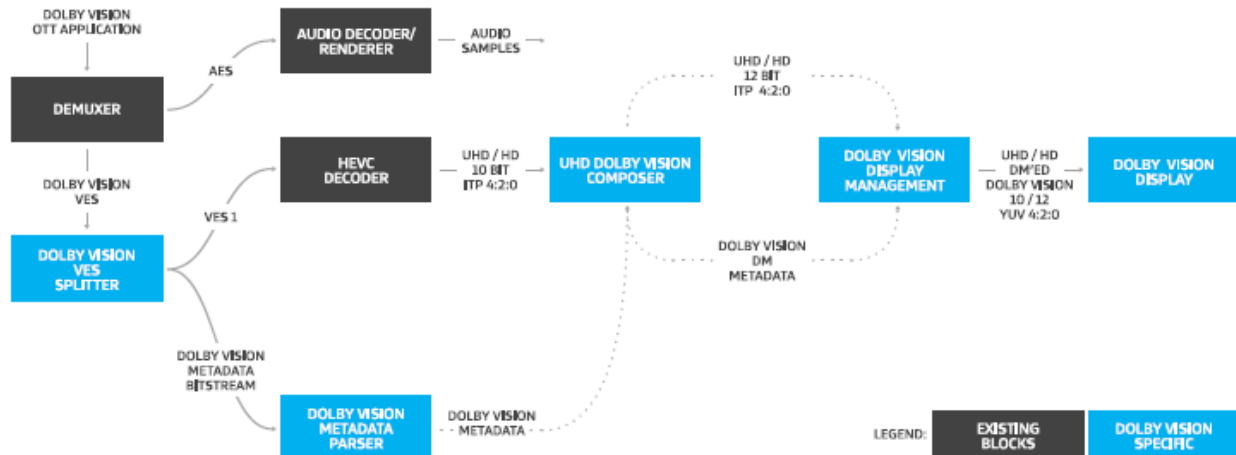 DOLBY VISION
OTT APPLICATION
DEMUXER
AES
AUDIO DECODER/
RENDERER
AUDIO
SAMPLES
DOLBY VISION
VES
DOLBY VISION
VES
SPLITTER
VES 1
HEVC
DECODER
UHD / HD
10 BIT
ITP 4:2:0
UHD DOLBY VISION
COMPOSER
UHD / HD
12 BIT
ITP 4:2:0
DOLBY VISION
DISPLAY
MANAGEMENT
UHD / HD
DM'ED
DOLBY VISION
10 / 12
YUV 4:2:0
DOLBY VISION
DISPLAY
DOLBY VISION
DM
METADATA
DOLBY VISION
METADATA
BITSTREAM
DOLBY VISION
METADATA
PARSER
DOLBY VISION
METADATA
LEGEND:
EXISTING
BLOCKS
DOLBY VISION
SPECIFIC